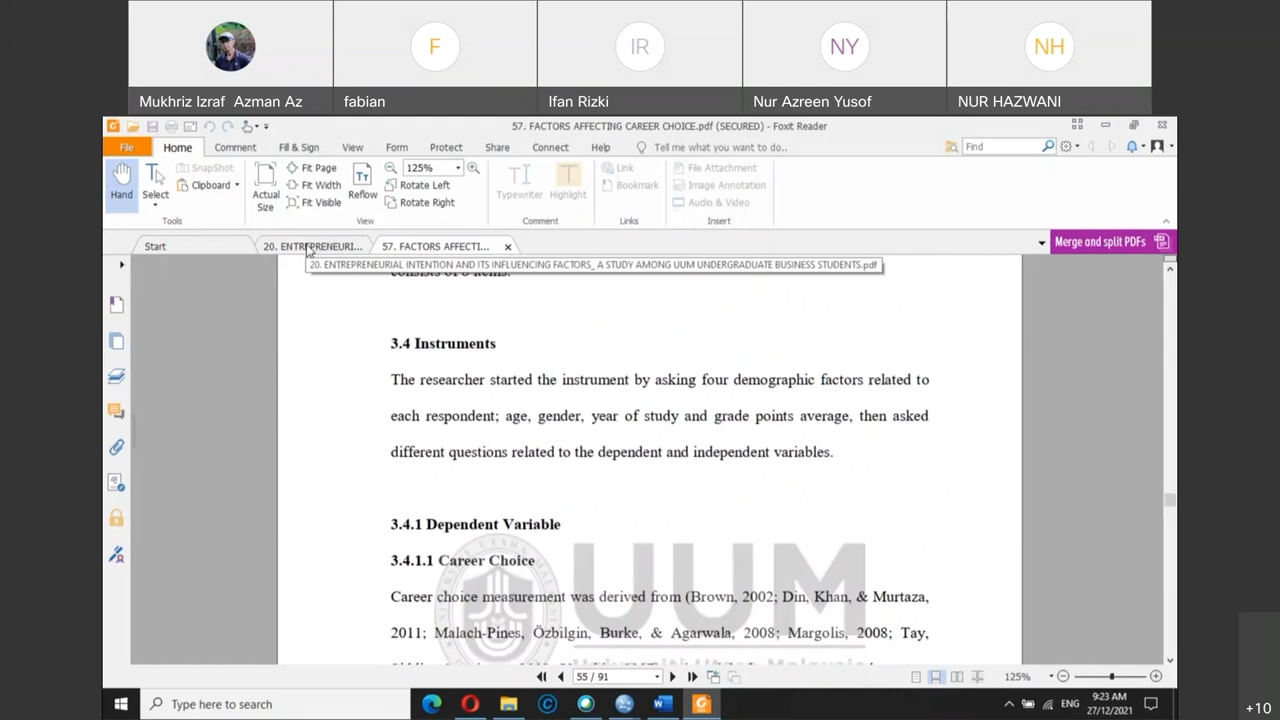 F
IR
NY
NH
Mukhriz Izraf Azman Az
fabian
Ifan Rizki
Nur Azreen Yusof
NUR HAZWANI
57. FACTORS AFFECTING CAREER CHOICE.pdf (SECURED) - Foxit Reader
File
Home
Comment
Fill & Sign
View
Form
Protect
Share
Connect
Help
Tell me what you want to do..
Find
Hand
Select
SnapShot
Clipboard
Tools
Actual Size
Fit Page
Fit Width
Fit Visible
Reflow
125%
Rotate Left
Rotate Right
View
Typewriter
Highlight
Comment
Link
Bookmark
Links
File Attachment
Image Annotation
Audio & Video
Insert
Start
20. ENTREPRENEURI...
57. FACTORS AFFECTI...
Merge and split PDFs
20. ENTREPRENEURIAL INTENTION AND ITS INFLUENCING FACTORS_ A STUDY AMONG UUM UNDERGRADUATE BUSINESS STUDENTS.pdf
3.4 Instruments
The researcher started the instrument by asking four demographic factors related to
each respondent; age, gender, year of study and grade points average, then asked
different questions related to the dependent and independent variables.
3.4.1 Dependent Variable
3.4.1.1 Career Choice
UUM
Career choice measurement was derived from (Brown, 2002; Din, Khan, & Murtaza,
2011; Malach-Pines, Özbilgin, Burke, & Agarwala, 2008; Margolis, 2008; Tay,
55 / 91
125%
Type here to search
ENG
9:23 AM
27/12/2021
+10